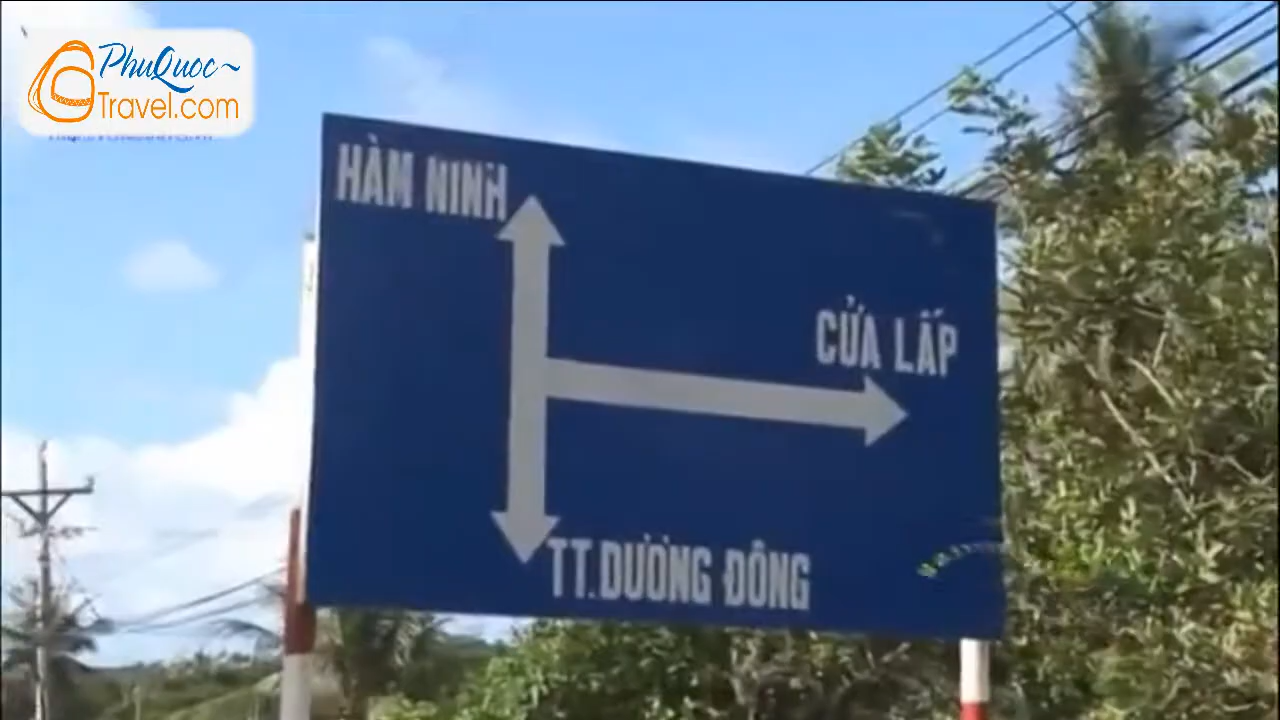 PhuQuoc~
Travel.com
HÀM NINH
CỬA LẤP
TT.DƯƠNG ĐÔNG